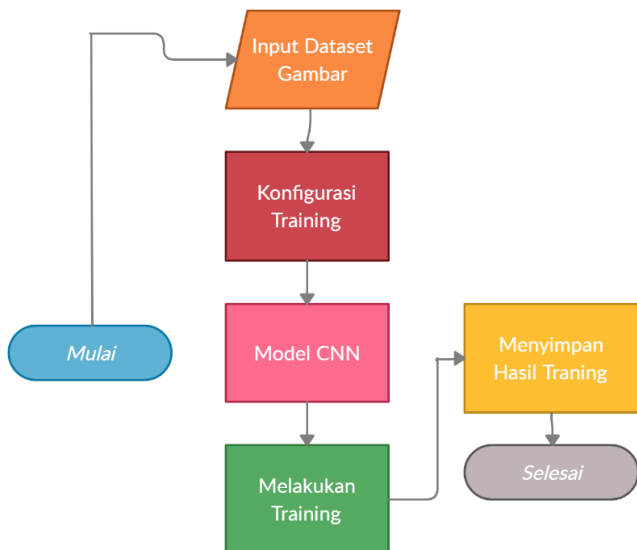 Input Dataset
Gambar
Konfigurasi
Training
Mulai
Model CNN
Menyimpan
Hasil Traning
Melakukan
Training
Selesai